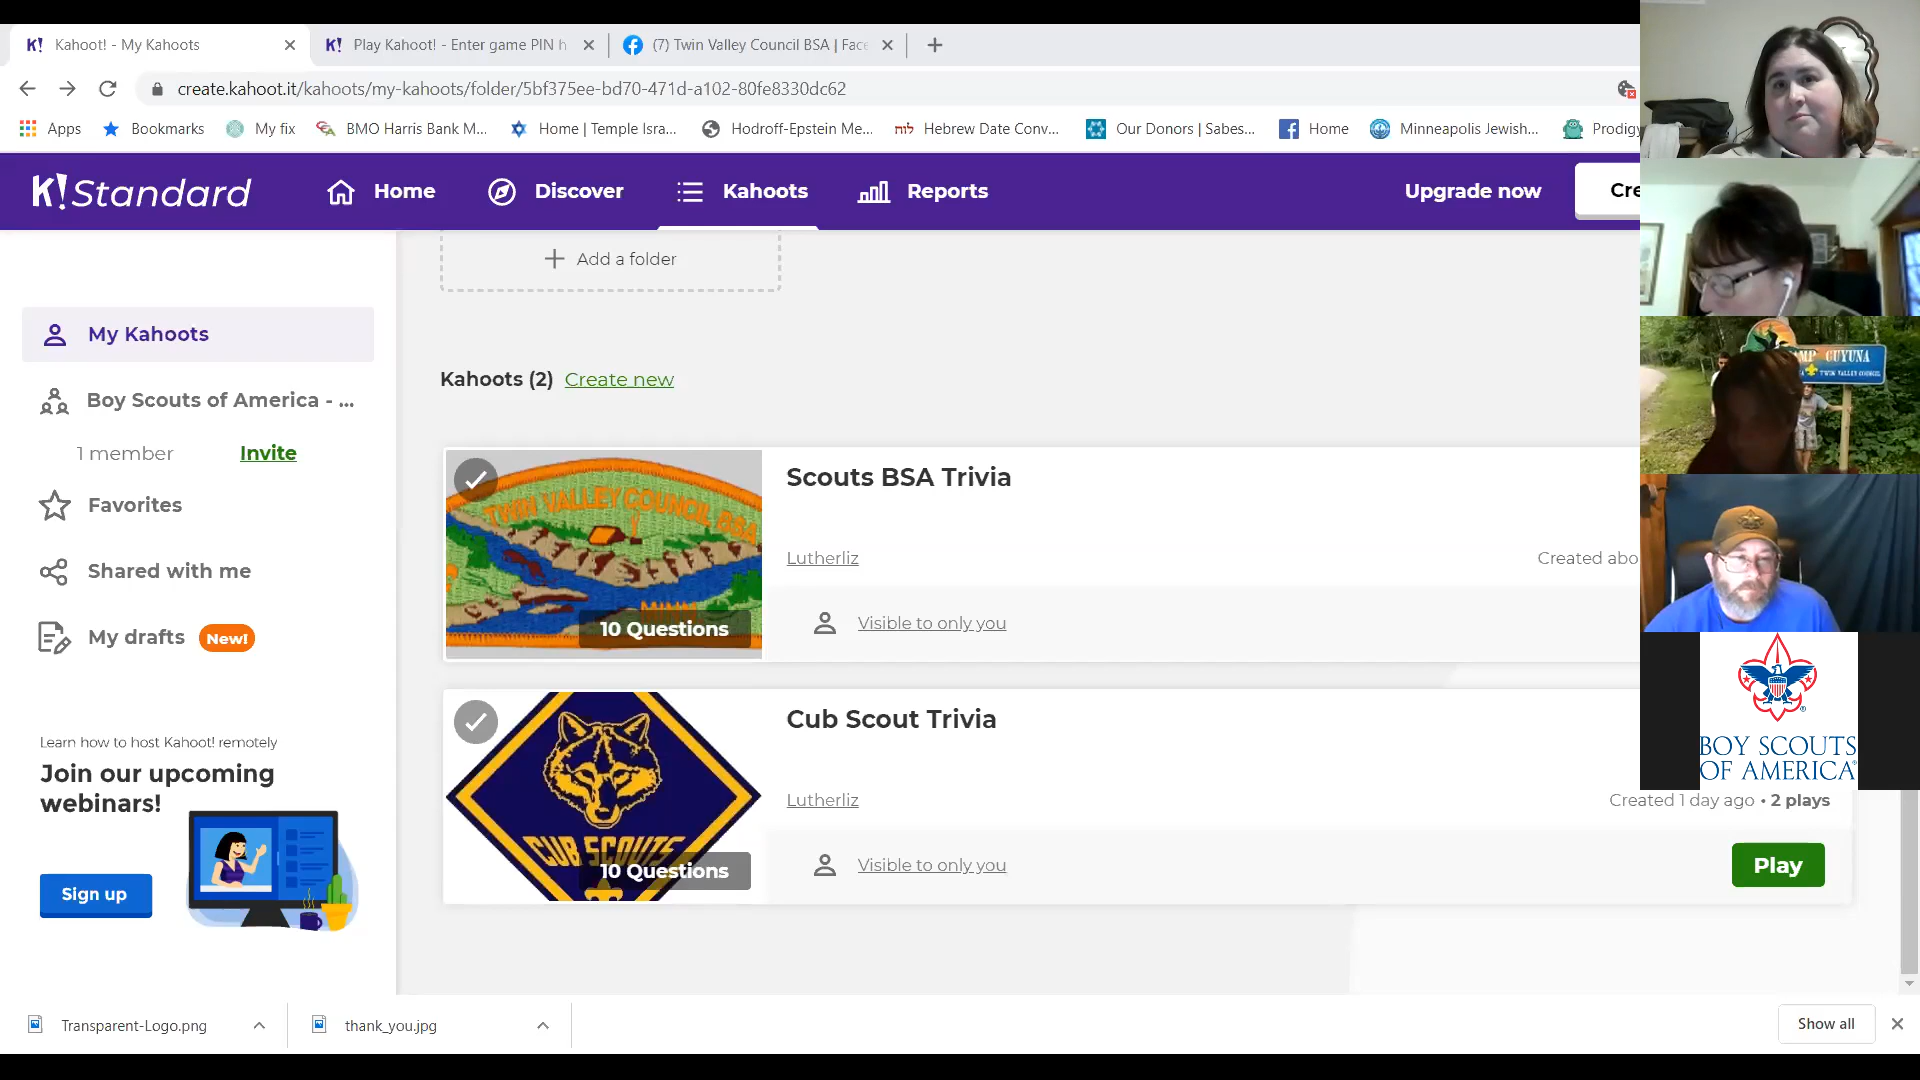 Kahoot! - My Kahoots
Play Kahoot! - Enter game PIN h
(7) Twin Valley Council BSA | Face
create.kahoot.it/kahoots/my-kahoots/folder/5bf375ee-bd70-471d-a102-80fe8330dc62
Apps
Bookmarks
My fix
BMO Harris Bank M...
Home | Temple Isra...
Hodroff-Epstein Me...
Hebrew Date Conv...
Our Donors | Sabes...
Home
Minneapolis Jewish...
Prodigy
K! Standard
Home
Discover
Kahoots
Reports
Upgrade now
Cre
Add a folder
My Kahoots
Boy Scouts of America - ...
1 member
Invite
Favorites
Shared with me
My drafts
New!
Learn how to host Kahoot! remotely
Join our upcoming
webinars!
Sign up
Kahoots (2)
Create new
TWIN VALLEY COUNCIL BSA
MINN
10 Questions
Scouts BSA Trivia
Lutherliz
Created abo
Visible to only you
CUB SCOUTS
10 Questions
Cub Scout Trivia
Lutherliz
Created 1 day ago • 2 plays
Visible to only you
Play
CUYUNA
TWIN VALLEY COUNCIL
BOY SCOUTS
OF AMERICA®
Transparent-Logo.png
thank_you.jpg
Show all